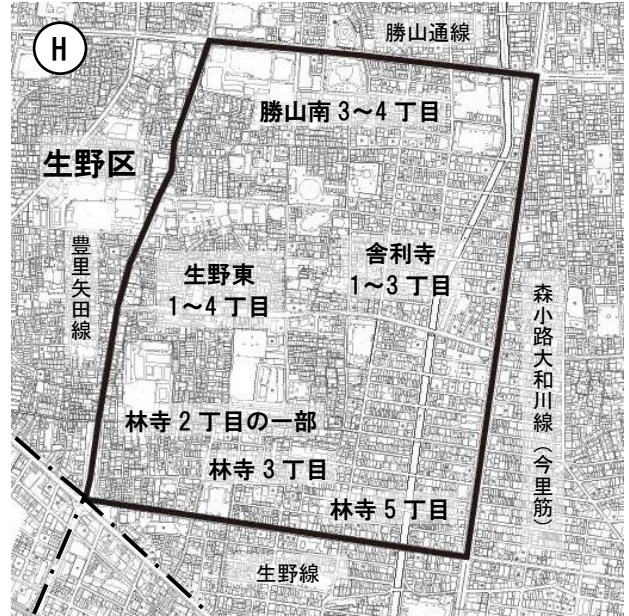 H
勝山通線
勝山南 3～4 丁目
生野区
豊里矢田線
生野東
1～4 丁目
舎利寺
1～3 丁目
森小路大和川線（今里筋）
林寺 2 丁目の一部
林寺 3 丁目
林寺 5 丁目
生野線